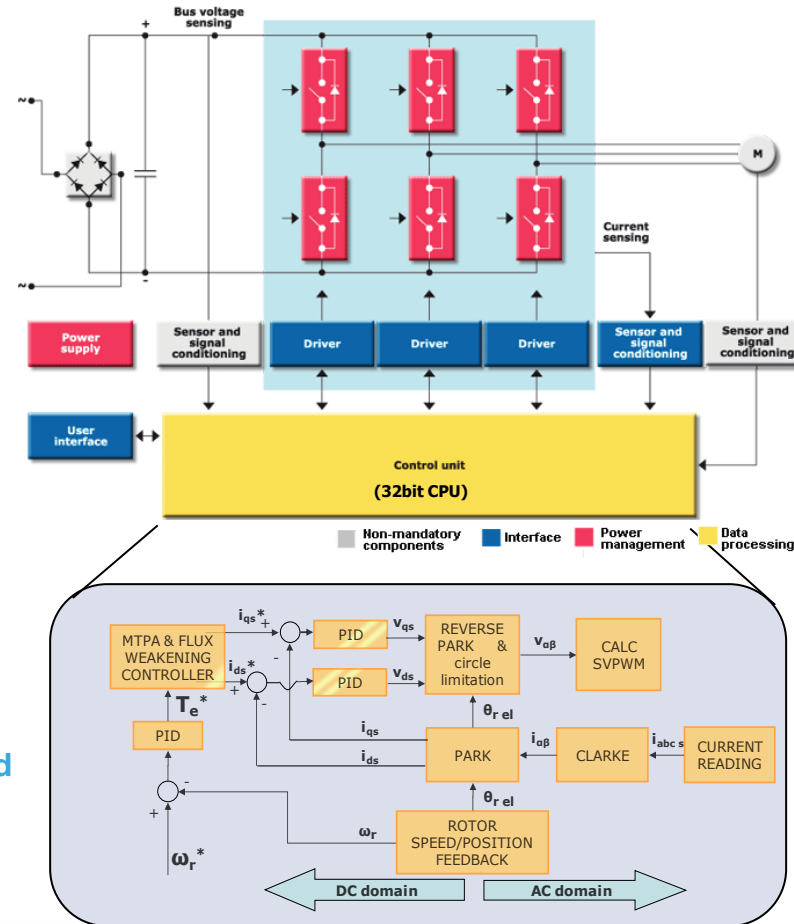 Bus voltage
sensing
+
~
~
-
M
Current
sensing
Power
supply
Sensor and
signal
conditioning
Driver
Driver
Driver
Sensor and
signal
conditioning
Sensor and
signal
conditioning
User
interface
Control unit
(32bit CPU)
Non-mandatory
components
Interface
Power
management
Data
processing
MTPA & FLUX
WEAKENING
CONTROLLER
iqs*
+
-
PID
vqs
REVERSE
PARK &
circle
limitation
vαβ
CALC
SVPWM
ids*
+
-
PID
vds
Te*
θr el
PID
iqs
ids
PARK
iαβ
CLARKE
iabc s
CURRENT
READING
d
-
+
θr el
ωr
ROTOR
SPEED/POSITION
FEEDBACK
ωr*
DC domain
AC domain